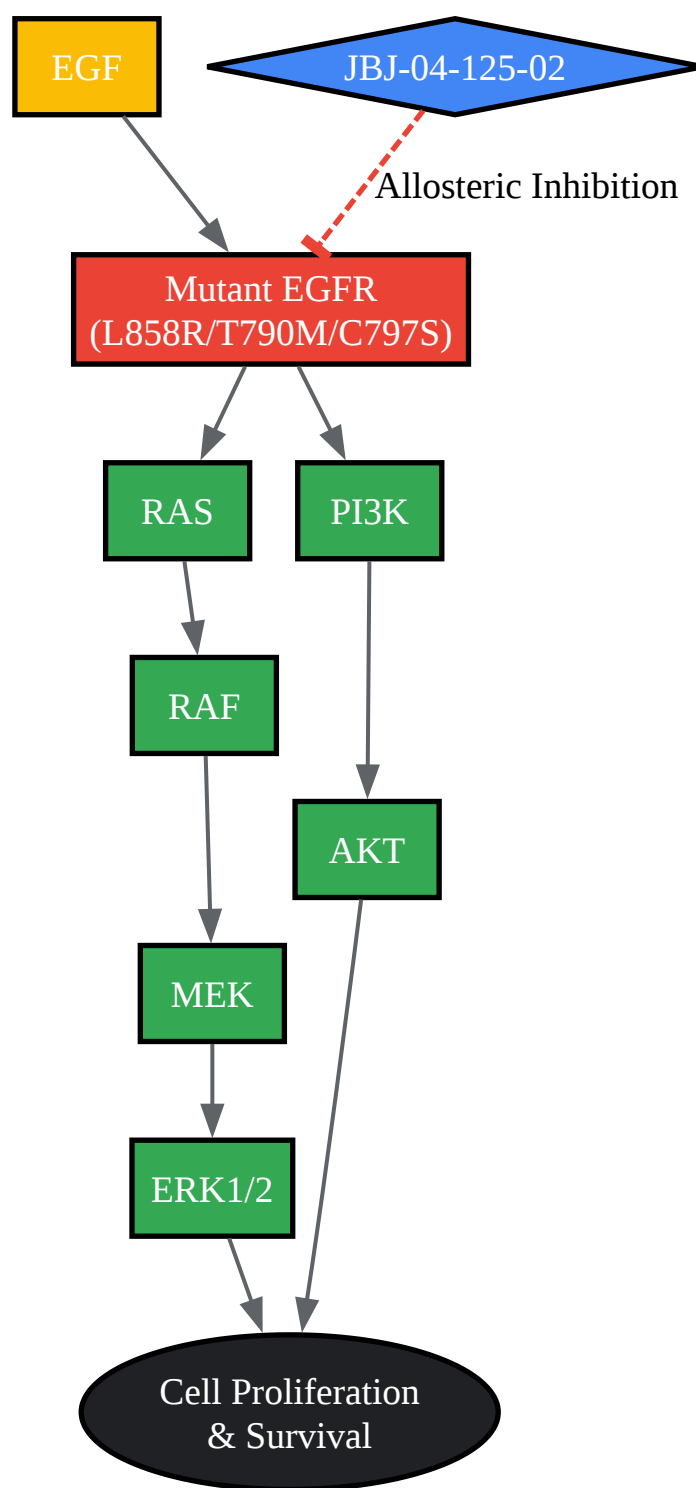 EGF
JBJ-04-125-02
Allosteric Inhibition
Mutant EGFR
(L858R/T790M/C797S)
RAS
PI3K
RAF
AKT
MEK
ERK1/2
Cell Proliferation
& Survival